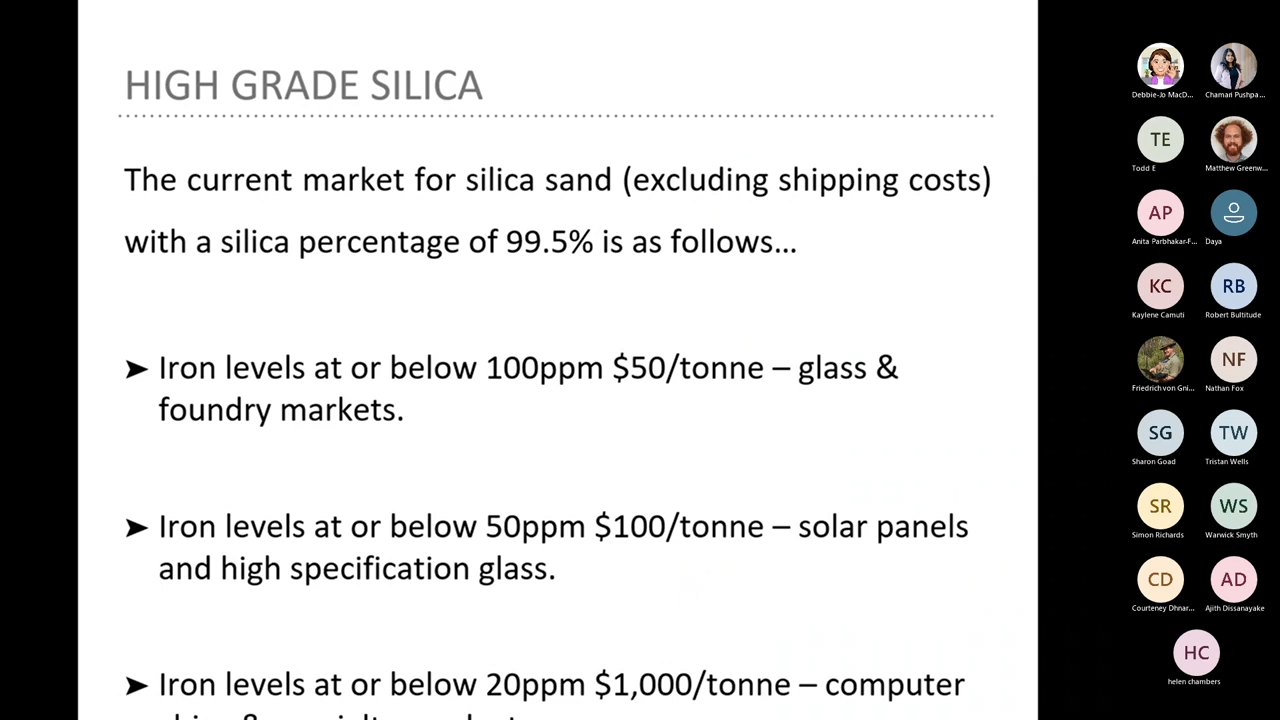 HIGH GRADE SILICA
The current market for silica sand (excluding shipping costs)
with a silica percentage of 99.5% is as follows...
➤ Iron levels at or below 100ppm $50/tonne – glass &
foundry markets.
➤ Iron levels at or below 50ppm $100/tonne – solar panels
and high specification glass.
➤ Iron levels at or below 20ppm $1,000/tonne – computer
Debbie-Jo MacD...
Chamari Pushpa...
TE
Todd E
Matthew Greenw...
AP
Anita Parbhakar-F...
Daya
KC
Kaylene Camuti
RB
Robert Bultitude
Friedrich von Gni...
NF
Nathan Fox
SG
Sharon Goad
TW
Tristan Wells
SR
Simon Richards
WS
Warwick Smyth
CD
Courteney Dhnar...
AD
Ajith Dissanayake
HC
helen chambers